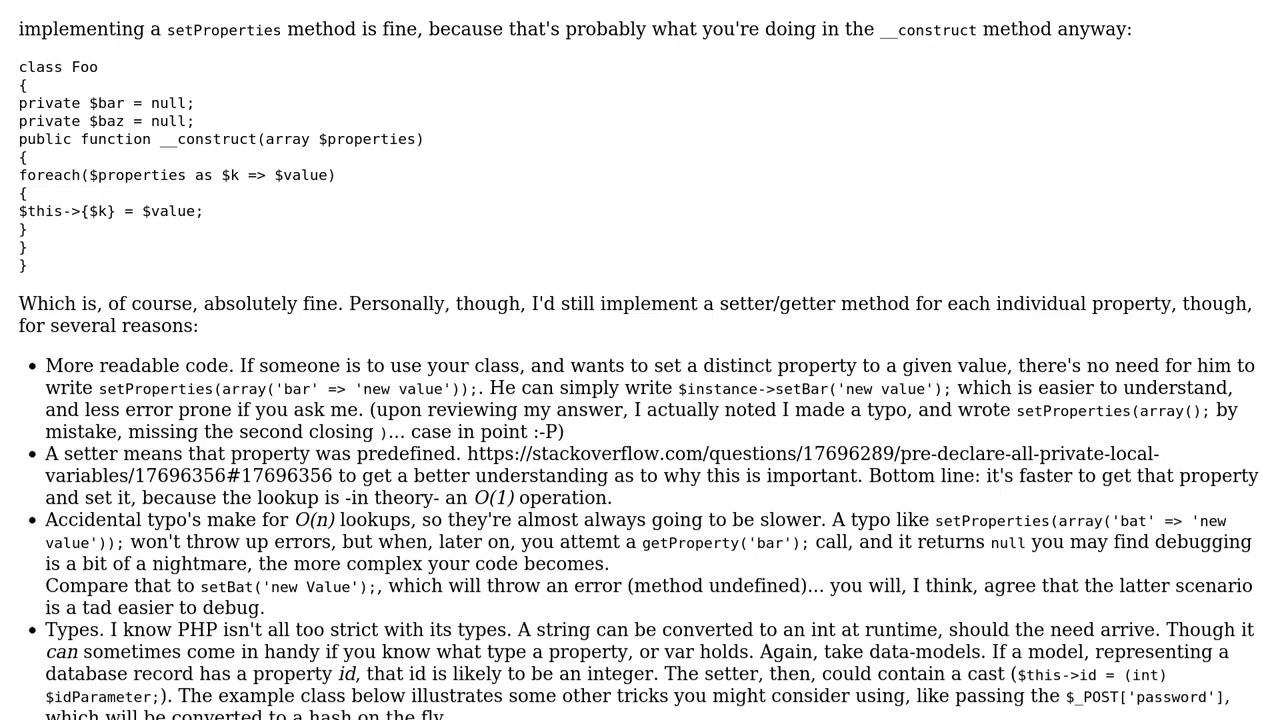 implementing a setProperties method is fine, because that's probably what you're doing in the __construct method anyway:
class Foo
{
private $bar = null;
private $baz = null;
public function __construct(array $properties)
{
foreach($properties as $k => $value)
{
$this->{$k} = $value;
}
}
}
Which is, of course, absolutely fine. Personally, though, I'd still implement a setter/getter method for each individual property, though,
for several reasons:
• More readable code. If someone is to use your class, and wants to set a distinct property to a given value, there's no need for him to
write setProperties(array('bar' => 'new value'));. He can simply write $instance->setBar('new value'); which is easier to understand,
and less error prone if you ask me. (upon reviewing my answer, I actually noted I made a typo, and wrote setProperties(array(); by
mistake, missing the second closing )... case in point :-P)
• A setter means that property was predefined. https://stackoverflow.com/questions/17696289/pre-declare-all-private-local-
variables/17696356#17696356 to get a better understanding as to why this is important. Bottom line: it's faster to get that property
and set it, because the lookup is -in theory- an O(1) operation.
• Accidental typo's make for O(n) lookups, so they're almost always going to be slower. A typo like setProperties(array('bat' => 'new
value')); won't throw up errors, but when, later on, you attemt a getProperty('bar'); call, and it returns null you may find debugging
is a bit of a nightmare, the more complex your code becomes.
Compare that to setBat('new Value');, which will throw an error (method undefined)... you will, I think, agree that the latter scenario
is a tad easier to debug.
• Types. I know PHP isn't all too strict with its types. A string can be converted to an int at runtime, should the need arrive. Though it
can sometimes come in handy if you know what type a property, or var holds. Again, take data-models. If a model, representing a
database record has a property id, that id is likely to be an integer. The setter, then, could contain a cast ($this->id = (int)
$idParameter;). The example class below illustrates some other tricks you might consider using, like passing the $_POST['password'],
which will be converted to a hash on the fly